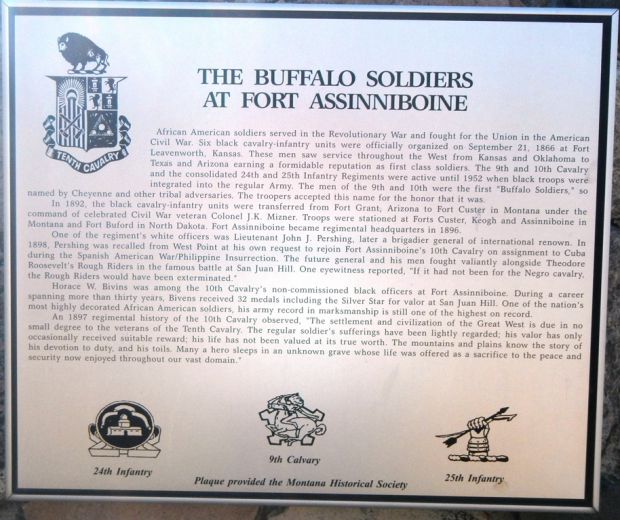 THE BUFFALO SOLDIERS
AT FORT ASSINNIBOINE
TENTH CAVALRY
African American soldiers served in the Revolutionary War and fought for the Union in the American
Civil War. Six black cavalry-infantry units were officially organized on September 21, 1866 at Fort
Leavenworth, Kansas. These men saw service throughout the West from Kansas and Oklahoma to
Texas and Arizona earning a formidable reputation as first class soldiers. The 9th and 10th Cavalry
and the consolidated 24th and 25th Infantry Regiments were active until 1952 when black troops were
integrated into the regular Army. The men of the 9th and 10th were the first "Buffalo Soldiers," so
named by Cheyenne and other tribal adversaries. The troopers accepted this name for the honor that it was.
In 1892, the black cavalry-infantry units were transferred from Fort Grant, Arizona to Fort Custer in Montana under the
command of celebrated Civil War veteran Colonel J.K. Mizner. Troops were stationed at Forts Custer, Keogh and Assinniboine in
Montana and Fort Buford in North Dakota. Fort Assinniboine became regimental headquarters in 1896.
One of the regiment's white officers was Lieutenant John J. Pershing, later a brigadier general of international renown. In
1898, Pershing was recalled from West Point at his own request to rejoin Fort Assinniboine's 10th Cavalry on assignment to Cuba
during the Spanish American War/Philippine Insurrection. The future general and his men fought valiantly alongside Theodore
Roosevelt's Rough Riders in the famous battle at San Juan Hill. One eyewitness reported, "If it had not been for the Negro cavalry,
the Rough Riders would have been exterminated."
Horace W. Bivins was among the 10th Cavalry's non-commissioned black officers at Fort Assinniboine. During a career
spanning more than thirty years, Bivens received 32 medals including the Silver Star for valor at San Juan Hill. One of the nation's
most highly decorated African American soldiers, his army record in marksmanship is still one of the highest on record.
An 1897 regimental history of the 10th Cavalry observed, "The settlement and civilization of the Great West is due in no
small degree to the veterans of the Tenth Cavalry. The regular soldier's sufferings have been lightly regarded; his valor has only
occasionally received suitable reward; his life has not been valued at its true worth. The mountains and plains know the story of
his devotion to duty, and his toils. Many a hero sleeps in an unknown grave whose life was offered as a sacrifice to the peace and
security now enjoyed throughout our vast domain."
24th Infantry
9th Calvary
25th Infantry
Plaque provided the Montana Historical Society